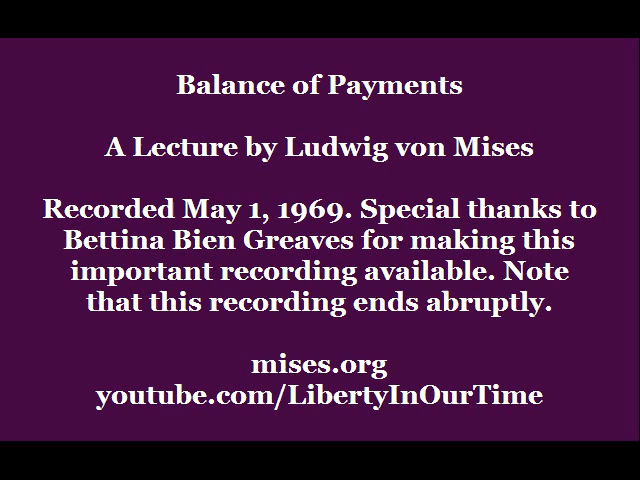 Balance of Payments
A Lecture by Ludwig von Mises
Recorded May 1, 1969. Special thanks to
Bettina Bien Greaves for making this
important recording available. Note
that this recording ends abruptly.
mises.org
youtube.com/LibertyInOurTime